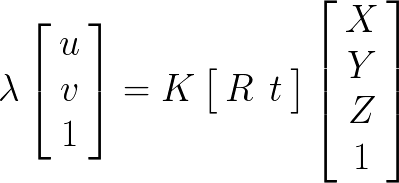 λ [ u v 1 ] = K [ R t ] [ X Y Z 1 ]